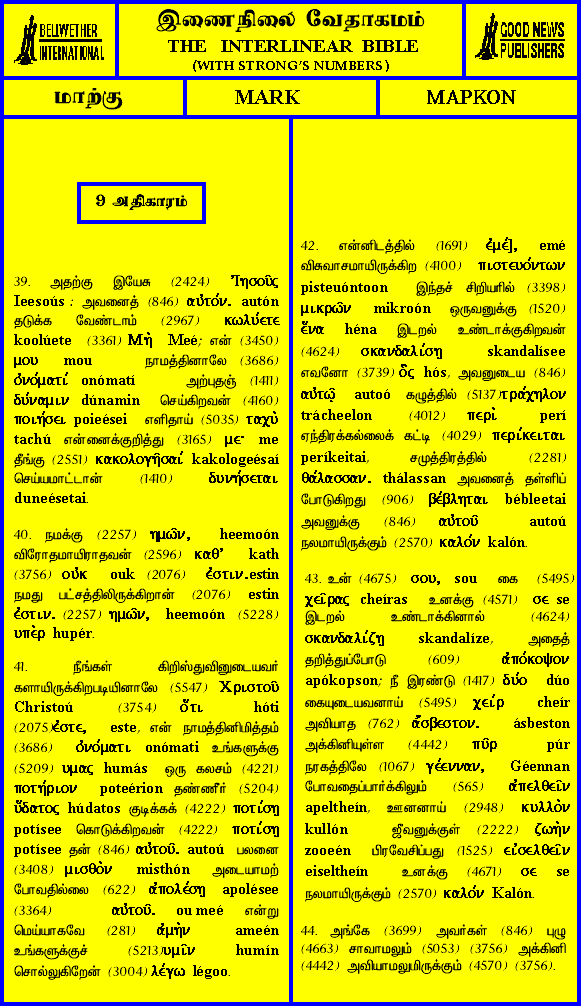 BELLWETHER
INTERNATIONAL
இணைநிலை வேதாகமம்
THE INTERLINEAR BIBLE
(WITH STRONG'S NUMBERS)
GOOD NEWS
PUBLISHERS
மாற்கு
MARK
ΜΑΡΚΟΝ
9 அதிகாரம்
39. அதற்கு இயேசு (2424) Ἰησοῦς
Ieesoús : அவனைத் (846) αὐτόν. autón
தடுக்க வேண்டாம் (2967) κωλύετε
koolúete (3361) Μὴ Meé; என் (3450)
μου mou நாமத்தினாலே (3686)
ὀνόματί onómatí அற்புதஞ் (1411)
δύναμιν dúnamin செய்கிறவன் (4160)
ποιήσει poieései எளிதாய் (5035) ταχὺ
tachú என்னைக்குறித்து (3165) με· me
தீங்கு (2551) κακολογῆσαί kakologeésaí
செய்யமாட்டான் (1410) δυνήσεται
duneésetai.
40. நமக்கு (2257) ημῶν, heemoón
விரோதமாயிராதவன் (2596) καθ’ kath
(3756) οὐκ ouk (2076) ἐστιν.estin
நமது பட்சத்திலிருக்கிறான் (2076) estin
ἐστιν. (2257) ημῶν, heemoón (5228)
υπὲρ hupér.
41. நீங்கள் கிறிஸ்துவினுடையவர்
களாயிருக்கிறபடியினாலே (5547) Χριστοῦ
Christoú (3754) ὅτι hóti
(2075)ἐστε, este, என் நாமத்தினிமித்தம்
(3686) ὀνόματι onómati உங்களுக்கு
(5209) υμας humás ஒரு கலசம் (4221)
ποτήριον poteérion தண்ணீர் (5204)
ὕδατος húdatos குடிக்கக் (4222) ποτίσῃ
potísee கொடுக்கிறவன் (4222) ποτίσῃ
potísee தன் (846) αὐτοῦ. autoú பலனை
(3408) μισθὸν misthón அடையாமற்
போவதில்லை (622) ἀπολέσῃ apolésee
(3364) αὐτοῦ. ou meé என்று
மெய்யாகவே (281) ἀμὴν ameén
உங்களுக்குச் (5213)υμῖν humín
சொல்லுகிறேன் (3004) λέγω légoo.
42. என்னிடத்தில் (1691) ἐμέ], emé
விசுவாசமாயிருக்கிற (4100) πιστευόντων
pisteuóntoon இந்தச் சிறியரில் (3398)
μικρῶν mikroón ஒருவனுக்கு (1520)
ἕνα héna இடறல் உண்டாக்குகிறவன்
(4624) σκανδαλίσῃ skandalísee
எவனோ (3739) ὃς hós, அவனுடைய (846)
αὐτῷ autoó கழுத்தில் (5137)τράχηλον
trácheelon (4012) περὶ perí
ஏந்திரக்கல்லைக் கட்டி (4029) περίκειται
períkeitai, சமுத்திரத்தில் (2281)
θάλασσαν. thálassan அவனைத் தள்ளிப்
போடுகிறது (906) βέβληται bébleetai
அவனுக்கு (846) αὐτοῦ autoú
நலமாயிருக்கும் (2570) καλόν kalón.
43. உன் (4675) σου, sou கை (5495)
χεῖρας cheíras உனக்கு (4571) σε se
இடறல் உண்டாக்கினால் (4624)
σκανδαλίζῃ skandalíze, அதைத்
தறித்துப்போடு (609) ἀπόκοψον
apókopson; நீ இரண்டு (1417) δύο dúo
கையுடையவனாய் (5495) χείρ cheír
அவியாத (762) ἄσβεστον. ásbeston
அக்கினியுள்ள (4442) πῦρ púr
நரகத்திலே (1067) γέενναν, Géennan
போவதைப்பார்க்கிலும் (565) ἀπελθεῖν
apeltheín, ஊனனாய் (2948) κυλλὸν
kullón ஜீவனுக்குள் (2222) ζωὴν
zooeén பிரவேசிப்பது (1525) εἰσελθεῖν
eiseltheín உனக்கு (4671) σε se
நலமாயிருக்கும் (2570) καλόν Kalón.
44. அங்கே (3699) அவர்கள் (846) புழு
(4663) சாவாமலும் (5053) (3756) அக்கினி
(4442) அவியாமலுமிருக்கும் (4570) (3756).